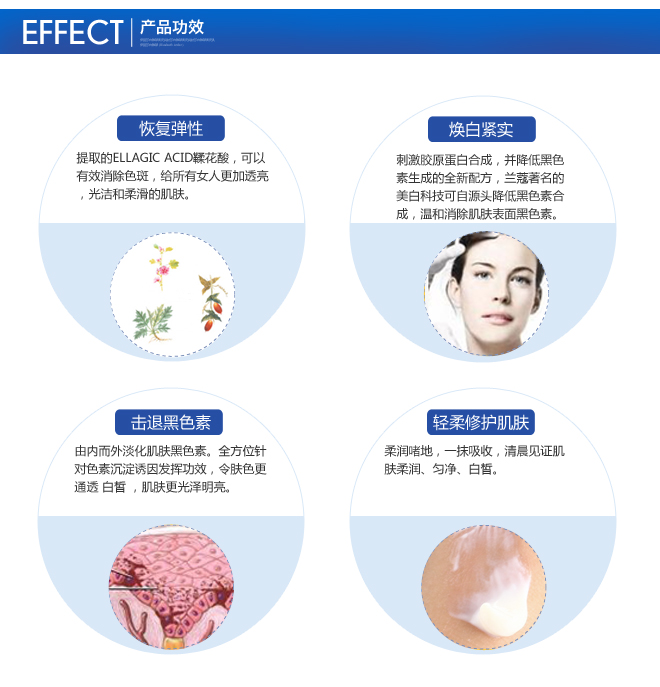 EFFECT
产品功效
恢复弹性
提取的ELLAGIC ACID鞣花酸，可以
有效消除色斑，给所有女人更加透亮
，光洁和柔滑的肌肤。
焕白紧实
刺激胶原蛋白合成，并降低黑色
素生成的全新配方，兰蔻著名的
美白科技可自源头降低黑色素合
成，温和消除肌肤表面黑色素。
击退黑色素
由内而外淡化肌肤黑色素。全方位针
对色素沉淀诱因发挥功效，令肤色更
通透 白皙 ，肌肤更光泽明亮。
轻柔修护肌肤
柔润啫地，一抹吸收，清晨见证肌
肤柔润、匀净、白皙。